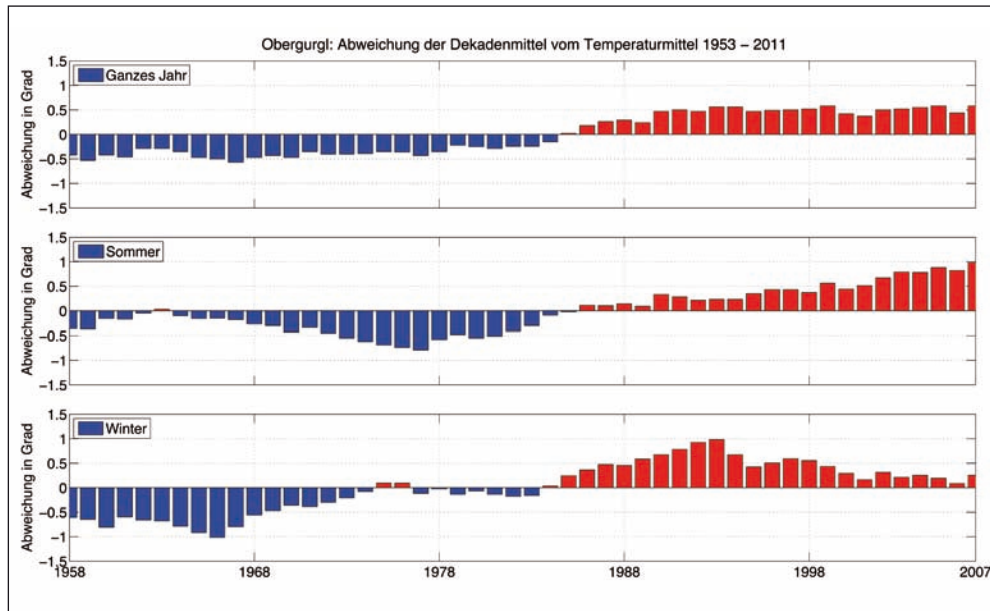 Obergurgl: Abweichung der Dekadenmittel vom Temperaturmittel 1953 – 2011
Abweichung in Grad
1.5
1
0.5
0
−0.5
−1
−1.5
Ganzes Jahr
Abweichung in Grad
1.5
1
0.5
0
−0.5
−1
−1.5
Sommer
Abweichung in Grad
1.5
1
0.5
0
−0.5
−1
−1.5
Winter
1958 1968 1978 1988 1998 2007